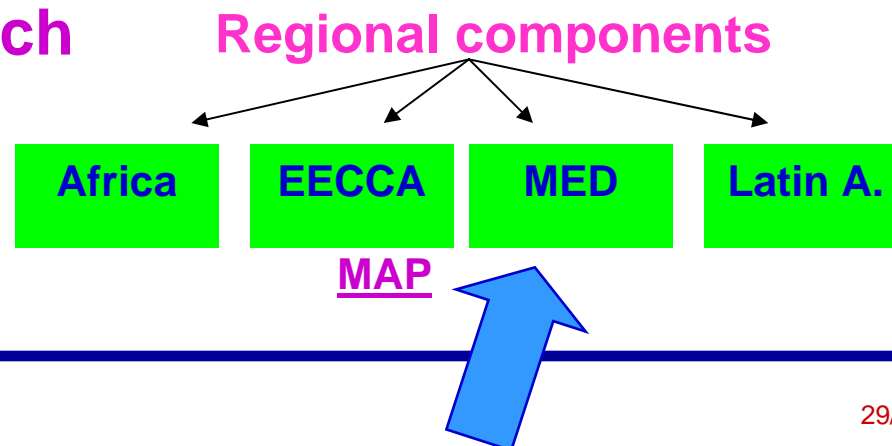 ch Regional components
Africa EECCA MED Latin A.
MAP
29/